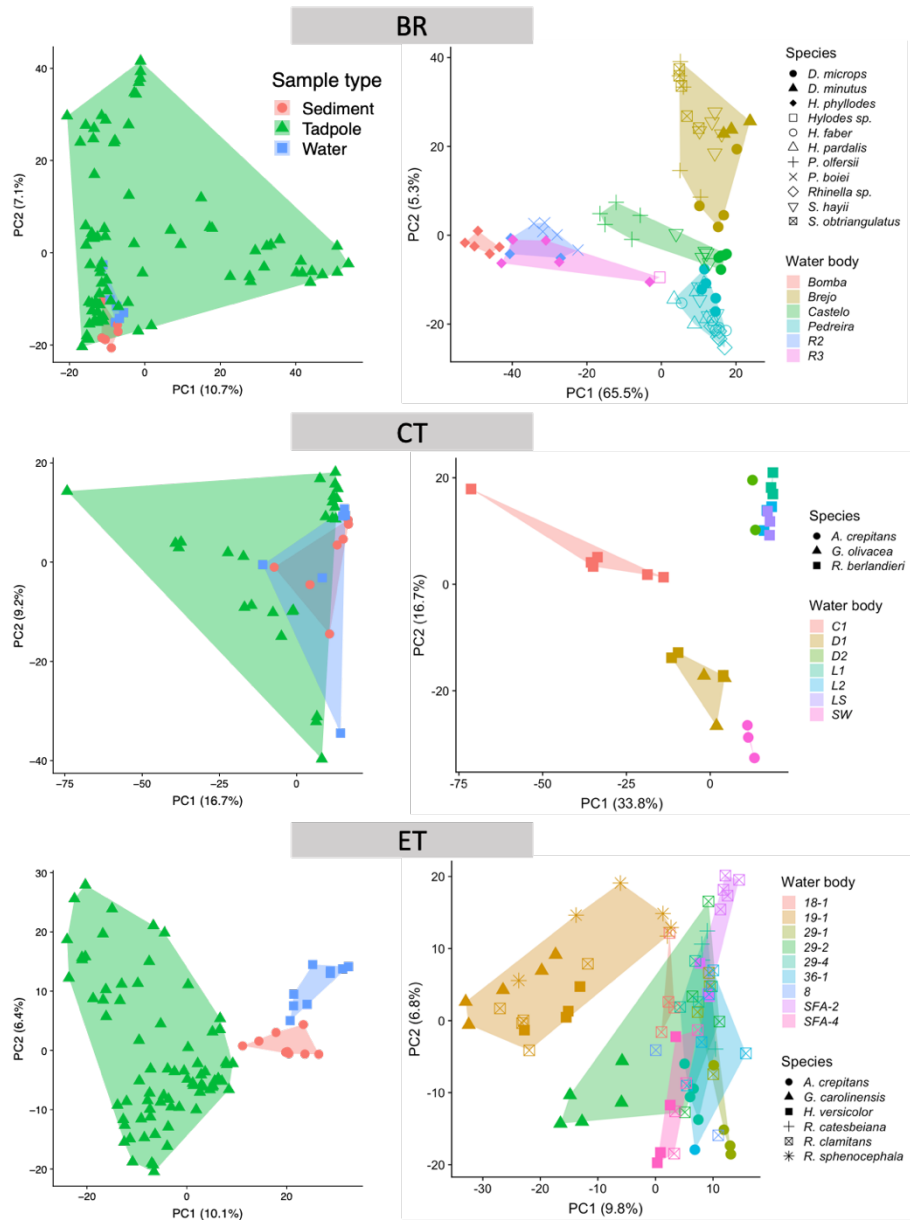 BR
40
20
0
−20
PC2 (7.1%)
−20
0
20
40
PC1 (10.7%)
Sample type
Sediment
Tadpole
Water
40
20
0
−20
PC2 (5.3%)
−40
−20
0
20
PC1 (65.5%)
Species
D. microps
D. minutus
H. phyllodes
Hylodes sp.
H. faber
H. pardalis
P. olfersii
P. boiei
Rhinella sp.
S. hayii
S. obtriangulatus
Water body
Bomba
Brejo
Castelo
Pedreira
R2
R3
CT
20
0
−20
−40
PC2 (9.2%)
−75
−50
−25
0
PC1 (16.7%)
20
0
−20
PC2 (16.7%)
−75
−50
−25
0
PC1 (33.8%)
Species
A. crepitans
G. olivacea
R. berlandieri
Water body
C1
D1
D2
L1
L2
LS
SW
ET
30
20
10
0
−10
−20
PC2 (6.4%)
−20
0
20
PC1 (10.1%)
20
10
0
−10
−20
PC2 (6.8%)
−30
−20
−10
0
10
PC1 (9.8%)
Water body
18-1
19-1
29-1
29-2
29-4
36-1
8
SFA-2
SFA-4
Species
A. crepitans
G. carolinensis
H. versicolor
R. catesbeiana
R. clamitans
R. sphenocephala